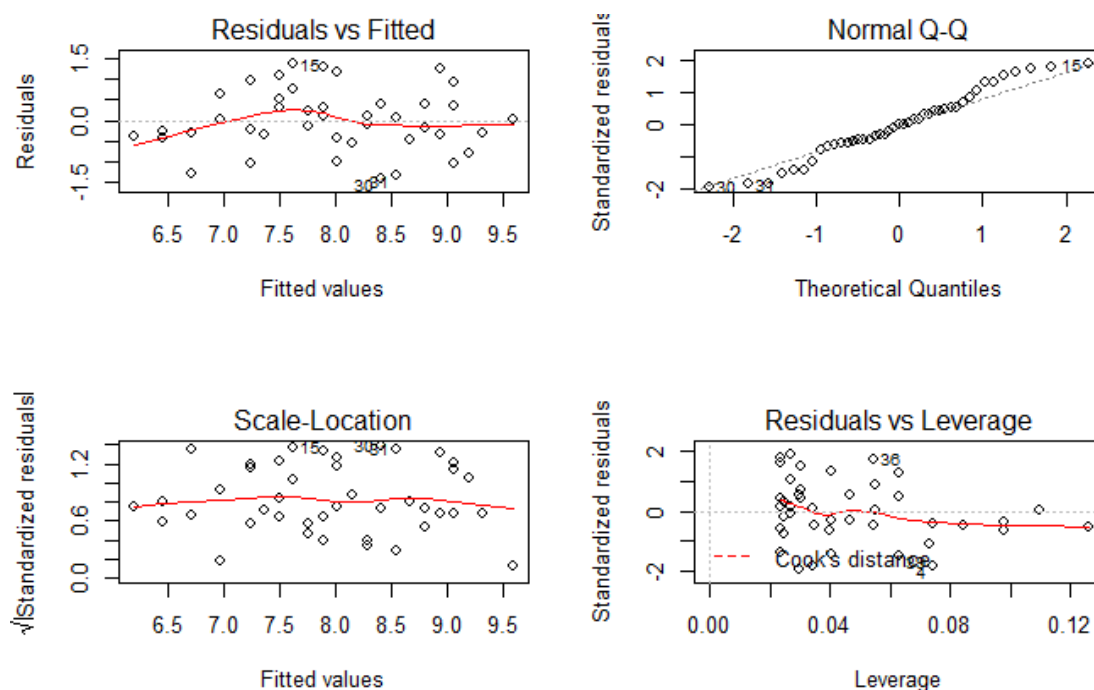 Residuals vs Fitted
Residuals
1.5
0.0
-1.5
15
30
31
6.5 7.0 7.5 8.0 8.5 9.0 9.5
Fitted values
Normal Q-Q
Standardized residuals
2
0
-2
15
30
31
-2 -1 0 1 2
Theoretical Quantiles
Scale-Location
√|Standardized residuals|
1.2
0.6
0.0
15
30
31
6.5 7.0 7.5 8.0 8.5 9.0 9.5
Fitted values
Residuals vs Leverage
Standardized residuals
2
0
-2
36
Cook's distance
4
0.00 0.04 0.08 0.12
Leverage